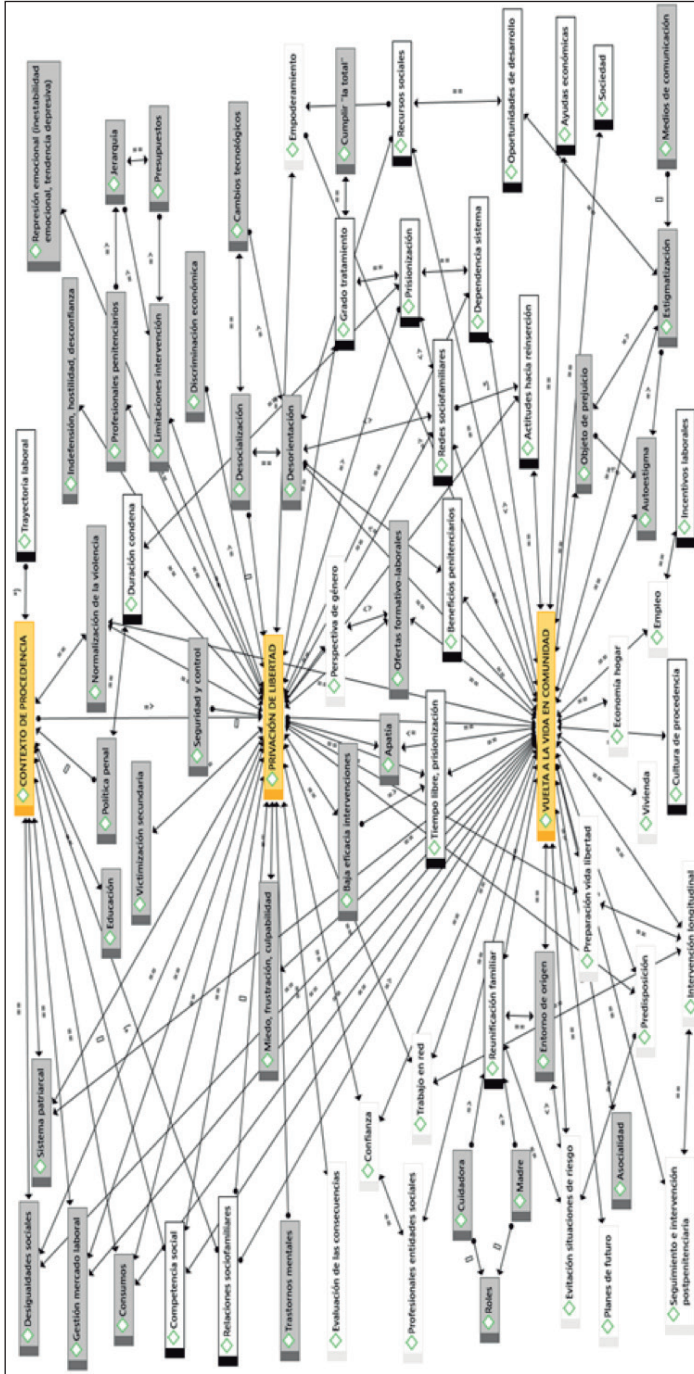 CONTEXTO DE PROCEDENCIA
Trayectoria laboral
Desigualdades sociales
Sistema patriarcal
Gestión mercado laboral
Consumos
Competencia social
Relaciones sociofamiliares
Trastornos mentales
Evaluación de las consecuencias
Educación
Política penal
Victimización secundaria
Normalización de la violencia
Duración condena
Seguridad y control
Indefensión, hostilidad, desconfianza
Represión emocional (inestabilidad
emocional, tendencia depresiva)
Profesionales penitenciarios
Jerarquía
Limitaciones intervención
Presupuestos
Discriminación económica
Desocialización
Cambios tecnológicos
Desorientación
Empoderamiento
PRIVACIÓN DE LIBERTAD
Miedo, frustración, culpabilidad
Baja eficacia intervenciones
Perspectiva de género
Grado tratamiento
Cumplir "la total"
Ofertas formativo-laborales
Apatía
Prisionización
Recursos sociales
Redes sociofamiliares
Beneficios penitenciarios
Tiempo libre, prisionización
Dependencia sistema
Confianza
Trabajo en red
Profesionales entidades sociales
Cuidadora
Reunificación familiar
Madre
Roles
Entorno de origen
VUELTA A LA VIDA EN COMUNIDAD
Actitudes hacia reinserción
Oportunidades de desarrollo
Ayudas económicas
Sociedad
Objeto de prejuicio
Estigmatización
Medios de comunicación
Autoestigma
Incentivos laborales
Empleo
Economía hogar
Cultura de procedencia
Vivienda
Preparación vida libertad
Predisposición
Intervención longitudinal
Evitación situaciones de riesgo
Asocialidad
Planes de futuro
Seguimiento e intervención
postpenitenciaria